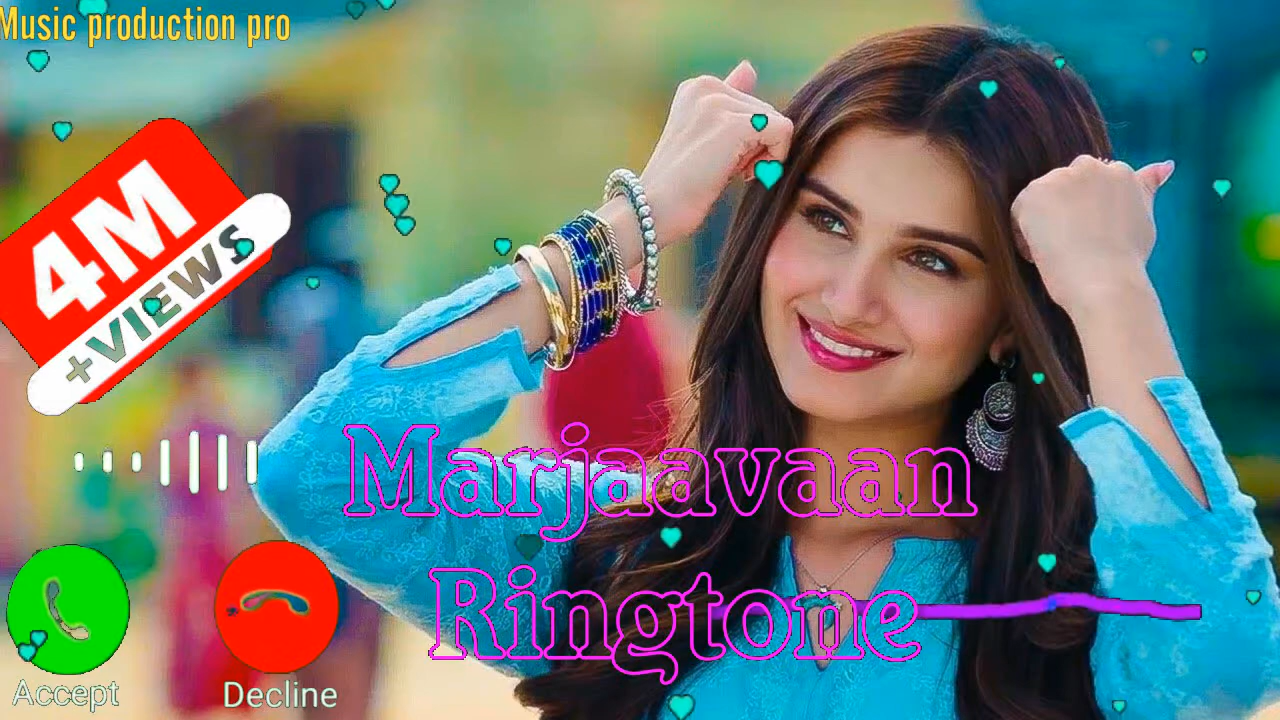 Music production pro
4M
+VIEWS
Marjaavaan
Ringtone
Accept
Decline